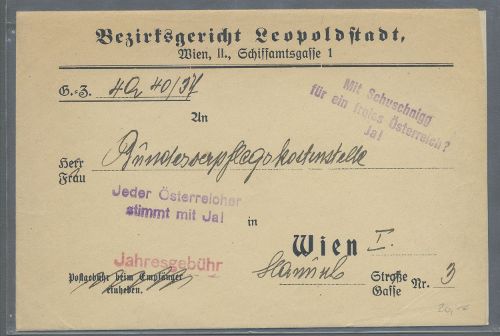 Bezirksgericht Leopoldstadt,
Wien, II., Schiffamtsgasse 1
G.-Z. 4a 40/37
Mit Schuschnigg
für ein freies Österreich?
Ja!
An
Herr
Frau
Jeder Österreicher
stimmt mit Ja!
in
Wien I.
Jahresgebühr
Postgebühr beim Empfänger
einheben.
Straße
Gasse
Nr. 3